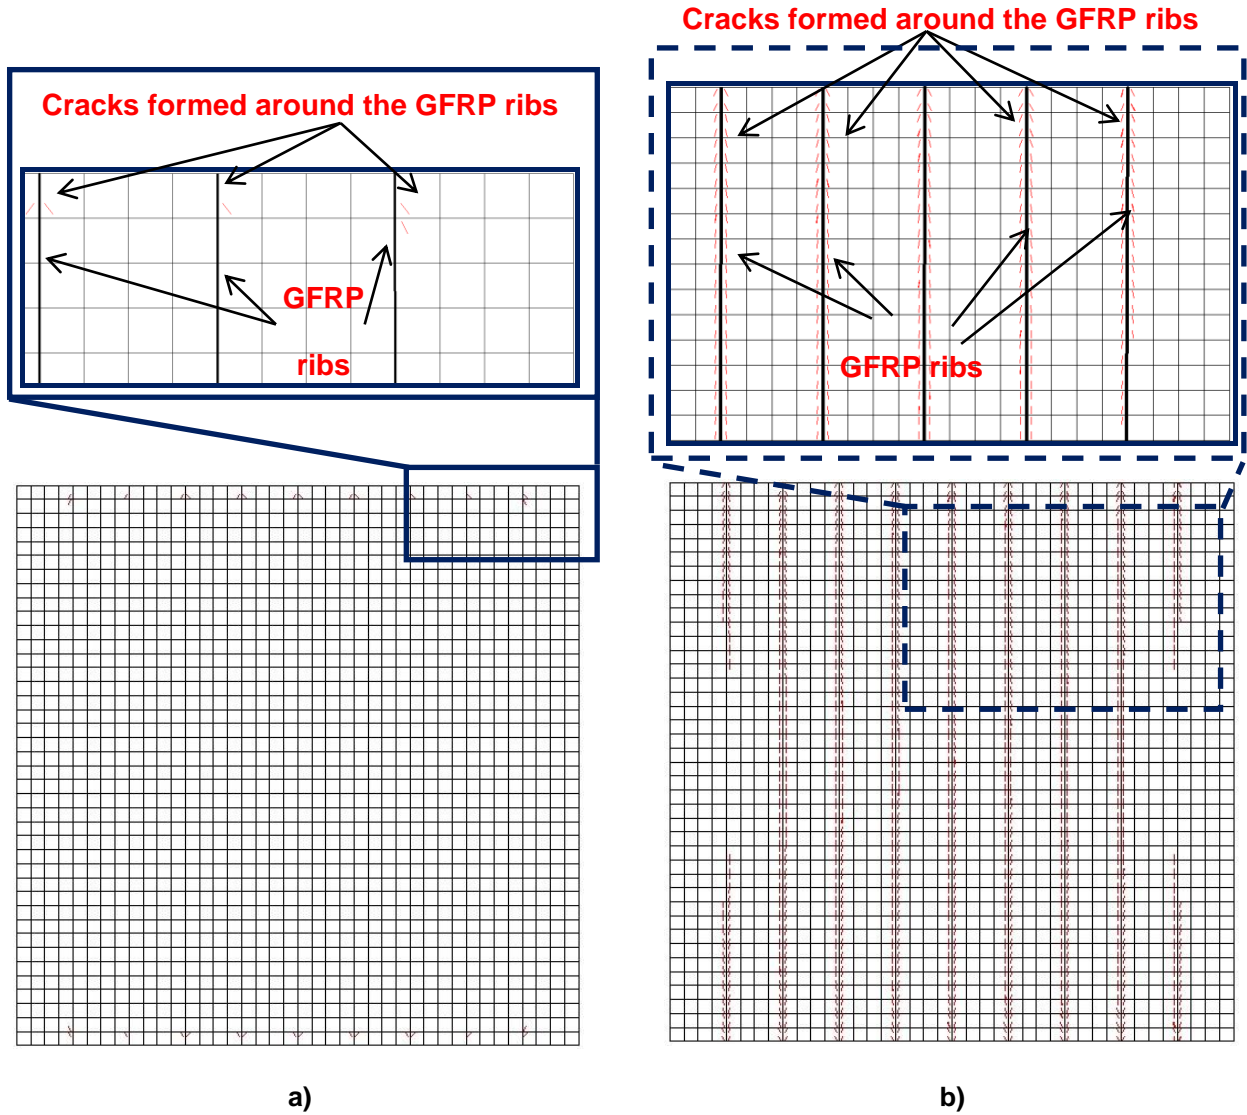 Cracks formed around the GFRP ribs
GFRP
ribs
Cracks formed around the GFRP ribs
GFRP ribs
a)
b)